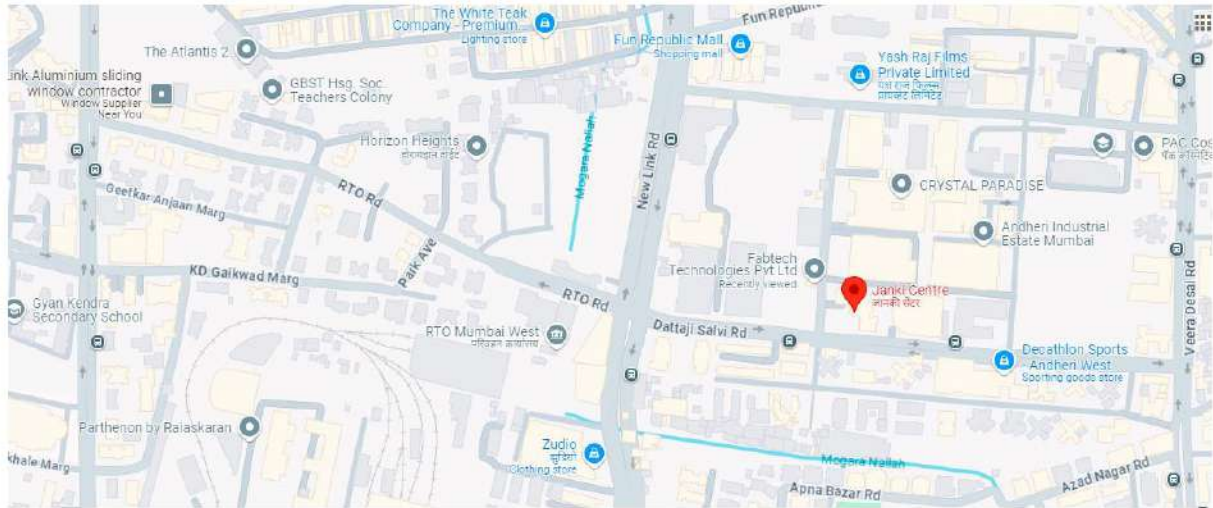 The White Teak
Company - Premium...
Lighting store
The Atlantis 2
Fun Republic Mall
Shopping mall
Fun Republic
Yash Raj Films
Private Limited
यश राज फिल्म्स
प्रायव्हेट लिमिटेड
ink Aluminium sliding
window contractor
Window Supplier
Near You
GBST Hsg. Soc.
Teachers Colony
Horizon Heights
Mogara Nallah
New Link Rd
PAC Cos
RTO Rd
Geetkar Anjaan Marg
CRYSTAL PARADISE
Andheri Industrial
Estate Mumbai
Paik Ave
KD Gaikwad Marg
Fabtech
Technologies Pvt Ltd
Recently viewed
Janki Centre
जानकी सेंटर
Gyan Kendra
Secondary School
RTO Rd
RTO Mumbai West
Dattaji Salvi Rd
Veera Desai Rd
Decathlon Sports
- Andheri West
Sporting goods store
Parthenon by Rajaskaran
Zudio
झुडियो
Clothing store
khale Marg
Mogara Nallah
Apna Bazar Rd
Azad Nagar Rd